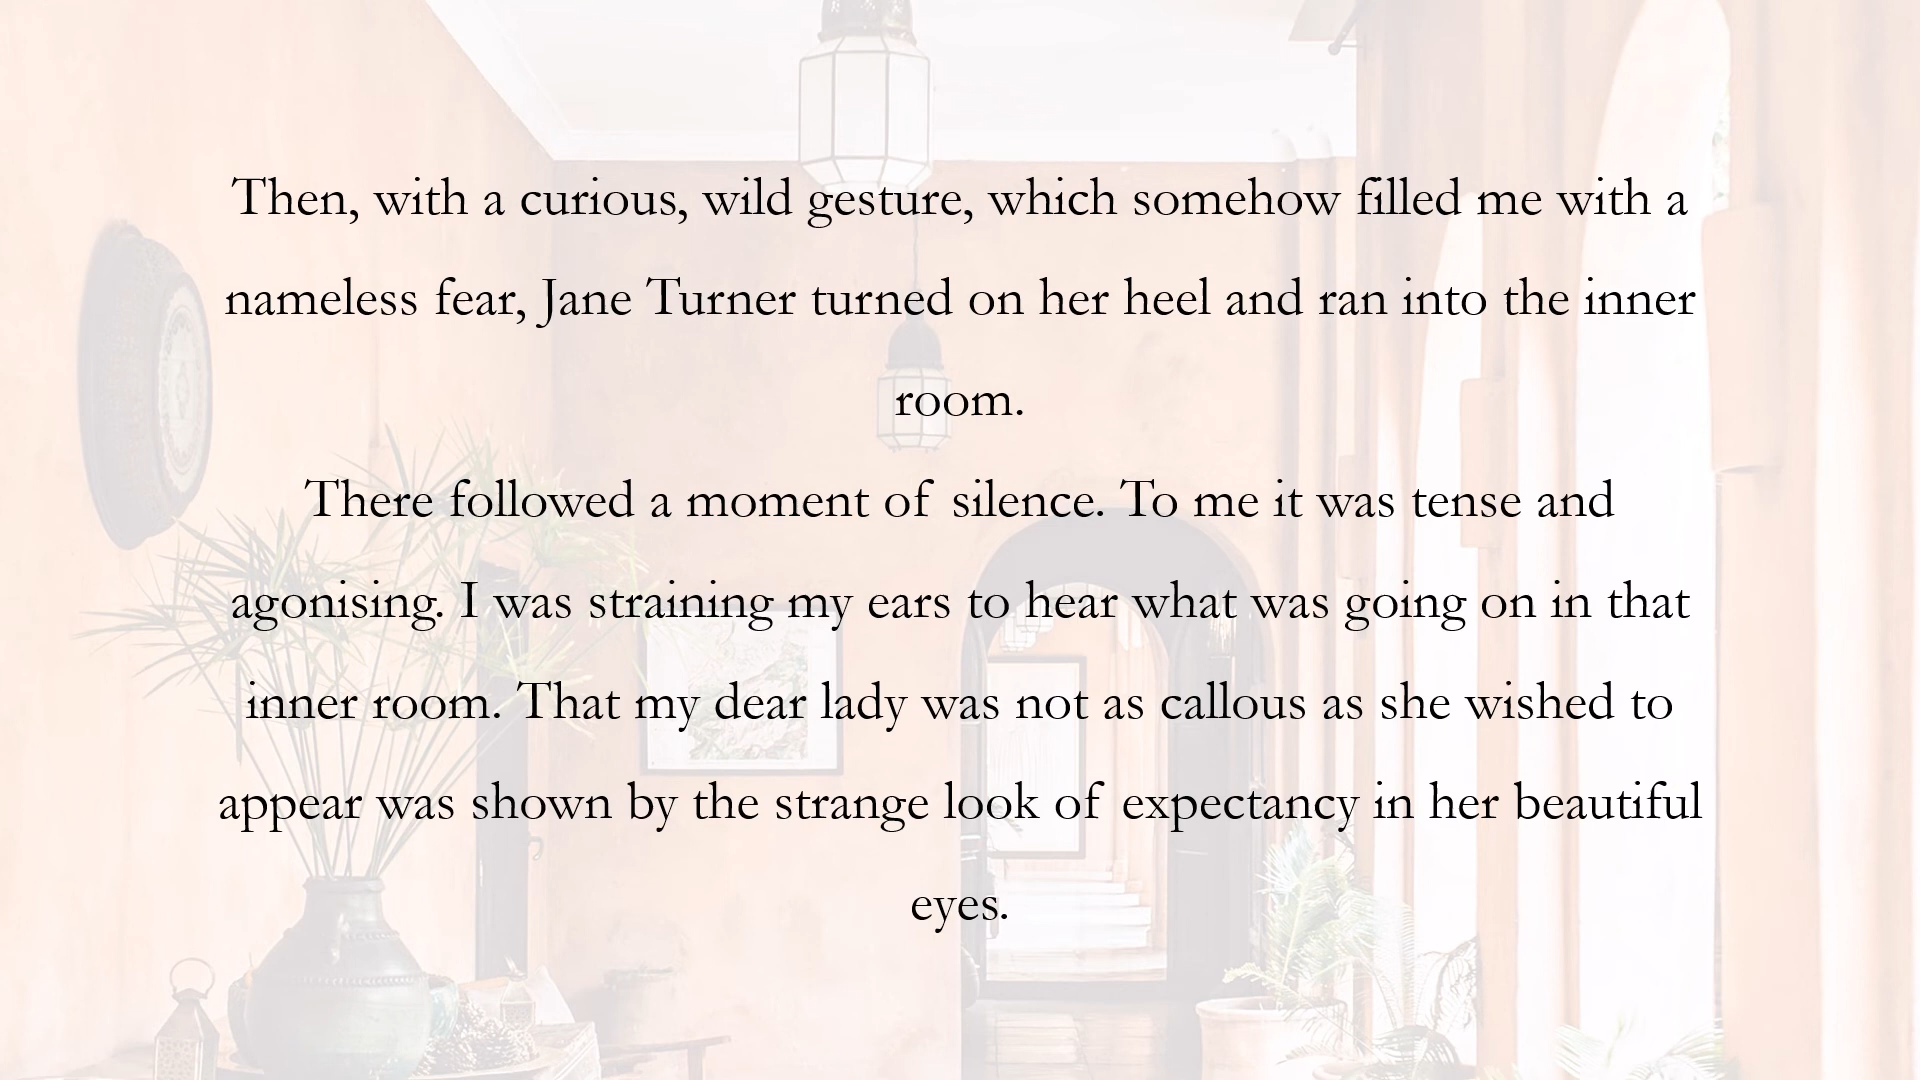 Then, with a curious, wild gesture, which somehow filled me with a
nameless fear, Jane Turner turned on her heel and ran into the inner
room.
There followed a moment of silence. To me it was tense and
agonising. I was straining my ears to hear what was going on in that
inner room. That my dear lady was not as callous as she wished to
appear was shown by the strange look of expectancy in her beautiful
eyes.